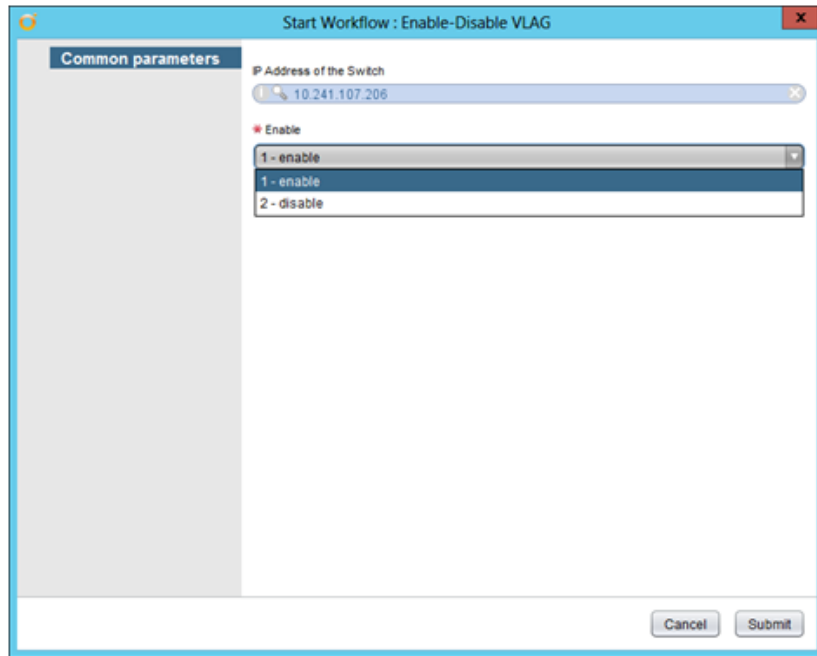 Start Workflow : Enable-Disable VLAG
x
Common parameters
IP Address of the Switch
10.241.107.206
* Enable
1 - enable
1 - enable
2 - disable
Cancel
Submit